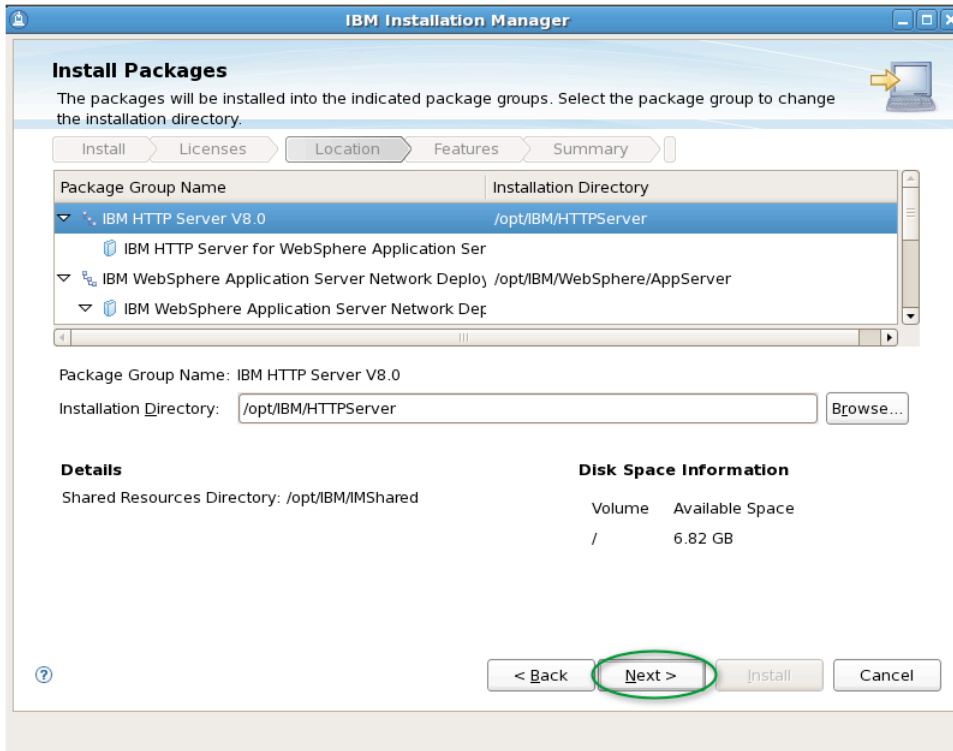 IBM Installation Manager
Install Packages
The packages will be installed into the indicated package groups. Select the package group to change
the installation directory.
Install Licenses Location Features Summary
Package Group Name Installation Directory
IBM HTTP Server V8.0 /opt/IBM/HTTPServer
IBM HTTP Server for WebSphere Application Ser
IBM WebSphere Application Server Network Deploy /opt/IBM/WebSphere/AppServer
IBM WebSphere Application Server Network Dep
Package Group Name: IBM HTTP Server V8.0
Installation Directory: /opt/IBM/HTTPServer Browse...
Details Disk Space Information
Shared Resources Directory: /opt/IBM/IMShared
Volume Available Space
/ 6.82 GB
? < Back Next > Install Cancel